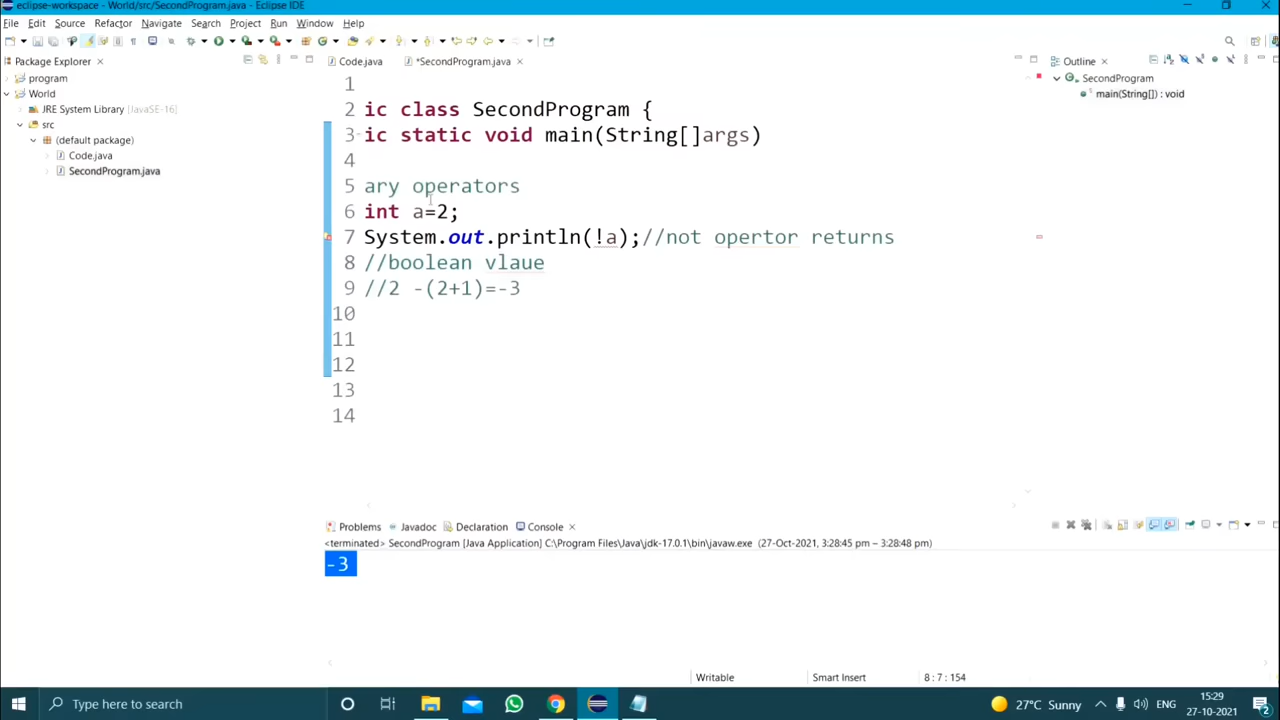 eclipse-workspace - World/src/SecondProgram.java - Eclipse IDE
File Edit Source Refactor Navigate Search Project Run Window Help
Package Explorer
Code.java
*SecondProgram.java
Outline
program
World
JRE System Library [JavaSE-16]
src
(default package)
Code.java
SecondProgram.java
SecondProgram
main(String[]) : void
1
2 ic class SecondProgram {
3 ic static void main(String[]args)
4
5 ary operators
6 int a=2;
7 System.out.println(!a);//not opertor returns
8 //boolean vlaue
9 //2 -(2+1)=-3
10
11
12
13
14
Problems Javadoc Declaration Console
<terminated> SecondProgram [Java Application] C:\Program Files\Java\jdk-17.0.1\bin\javaw.exe (27-Oct-2021, 3:28:45 pm – 3:28:48 pm)
-3
Writable Smart Insert 8 : 7 : 154
Type here to search
27°C Sunny
ENG
15:29
27-10-2021
2